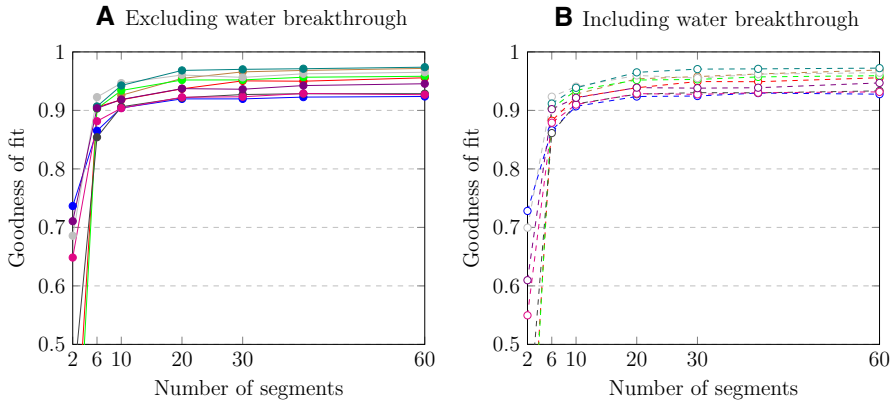 A Excluding water breakthrough
1
0.9
0.8
0.7
0.6
0.5
Goodness of fit
2 6 10 20 30 60
Number of segments
B Including water breakthrough
1
0.9
0.8
0.7
0.6
0.5
Goodness of fit
2 6 10 20 30 60
Number of segments